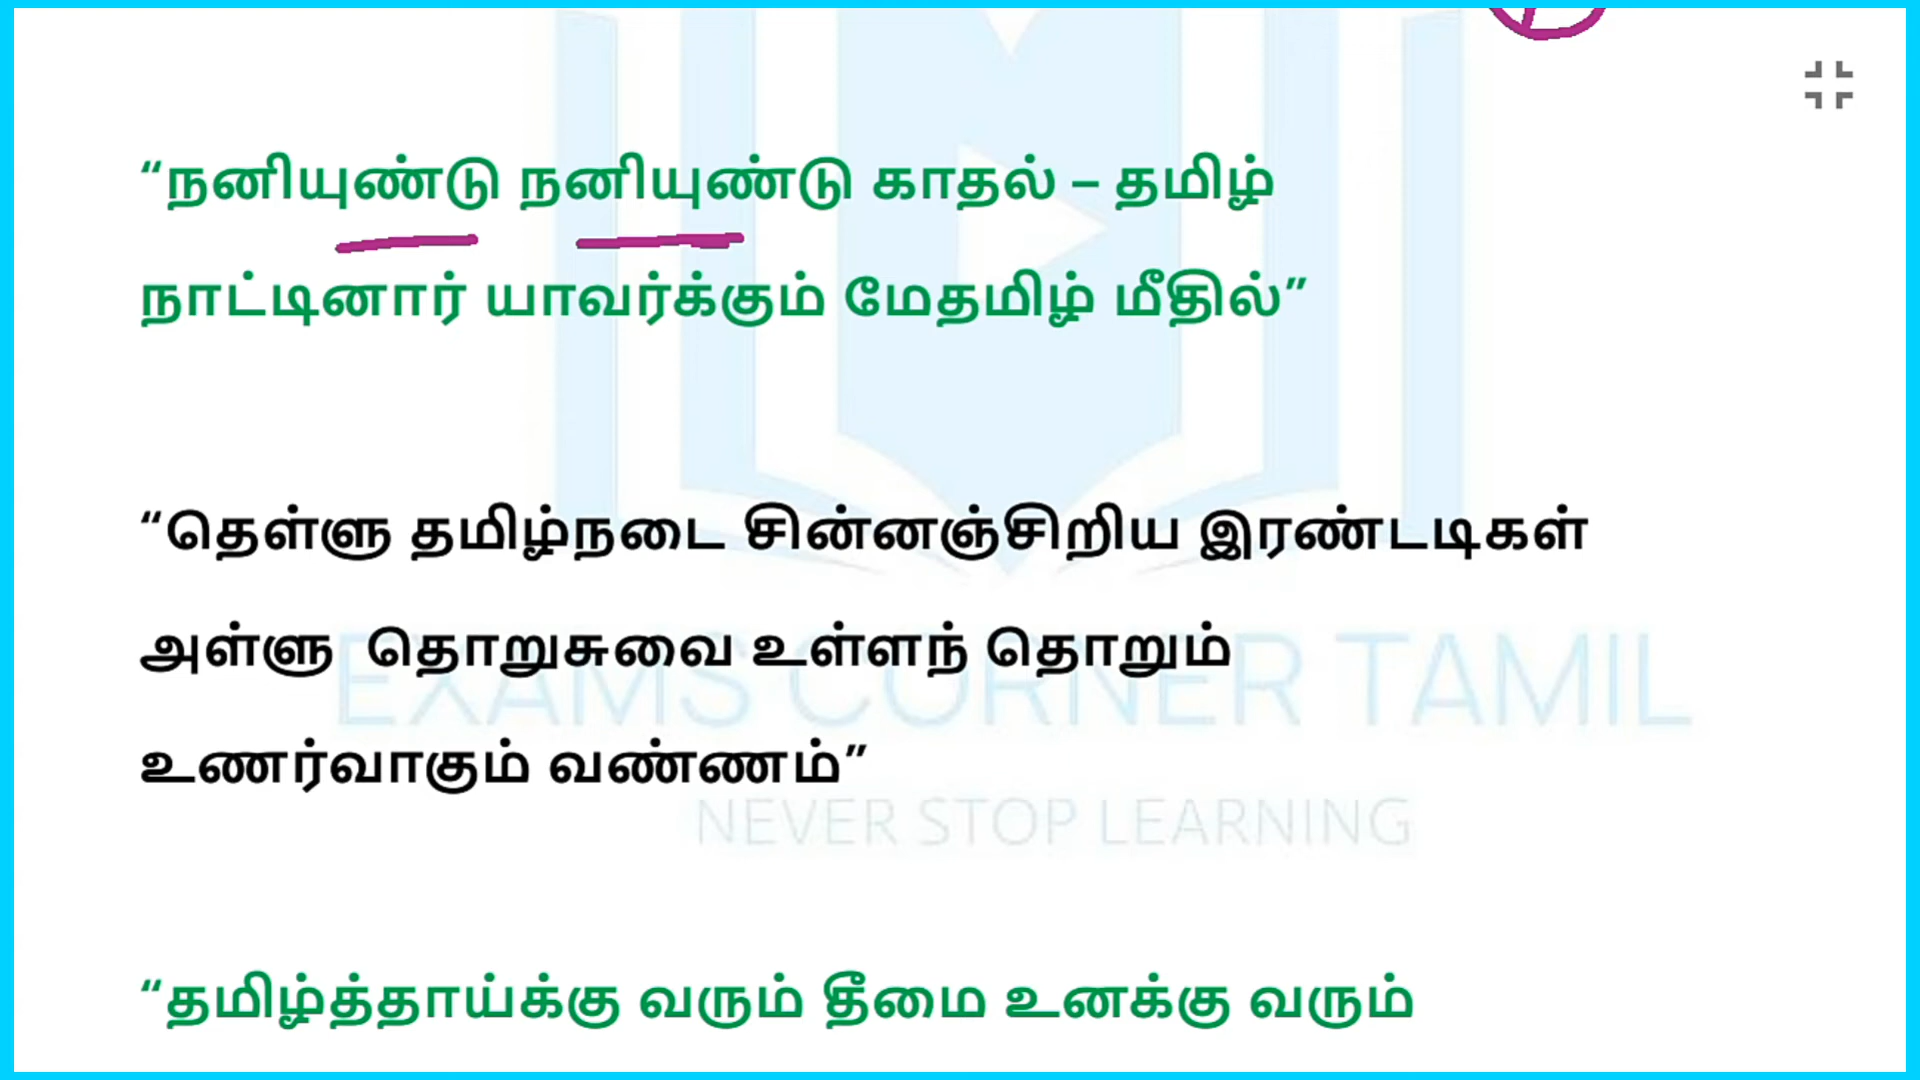 “நனியுண்டு நனியுண்டு காதல் – தமிழ்
நாட்டினார் யாவர்க்கும் மேதமிழ் மீதில்”
“தெள்ளு தமிழ்நடை சின்னஞ்சிறிய இரண்டடிகள்
அள்ளு தொறுசுவை உள்ளந் தொறும்
EXAMS CORNER TAMIL
உணர்வாகும் வண்ணம்”
NEVER STOP LEARNING
“தமிழ்த்தாய்க்கு வரும் தீமை உனக்கு வரும்